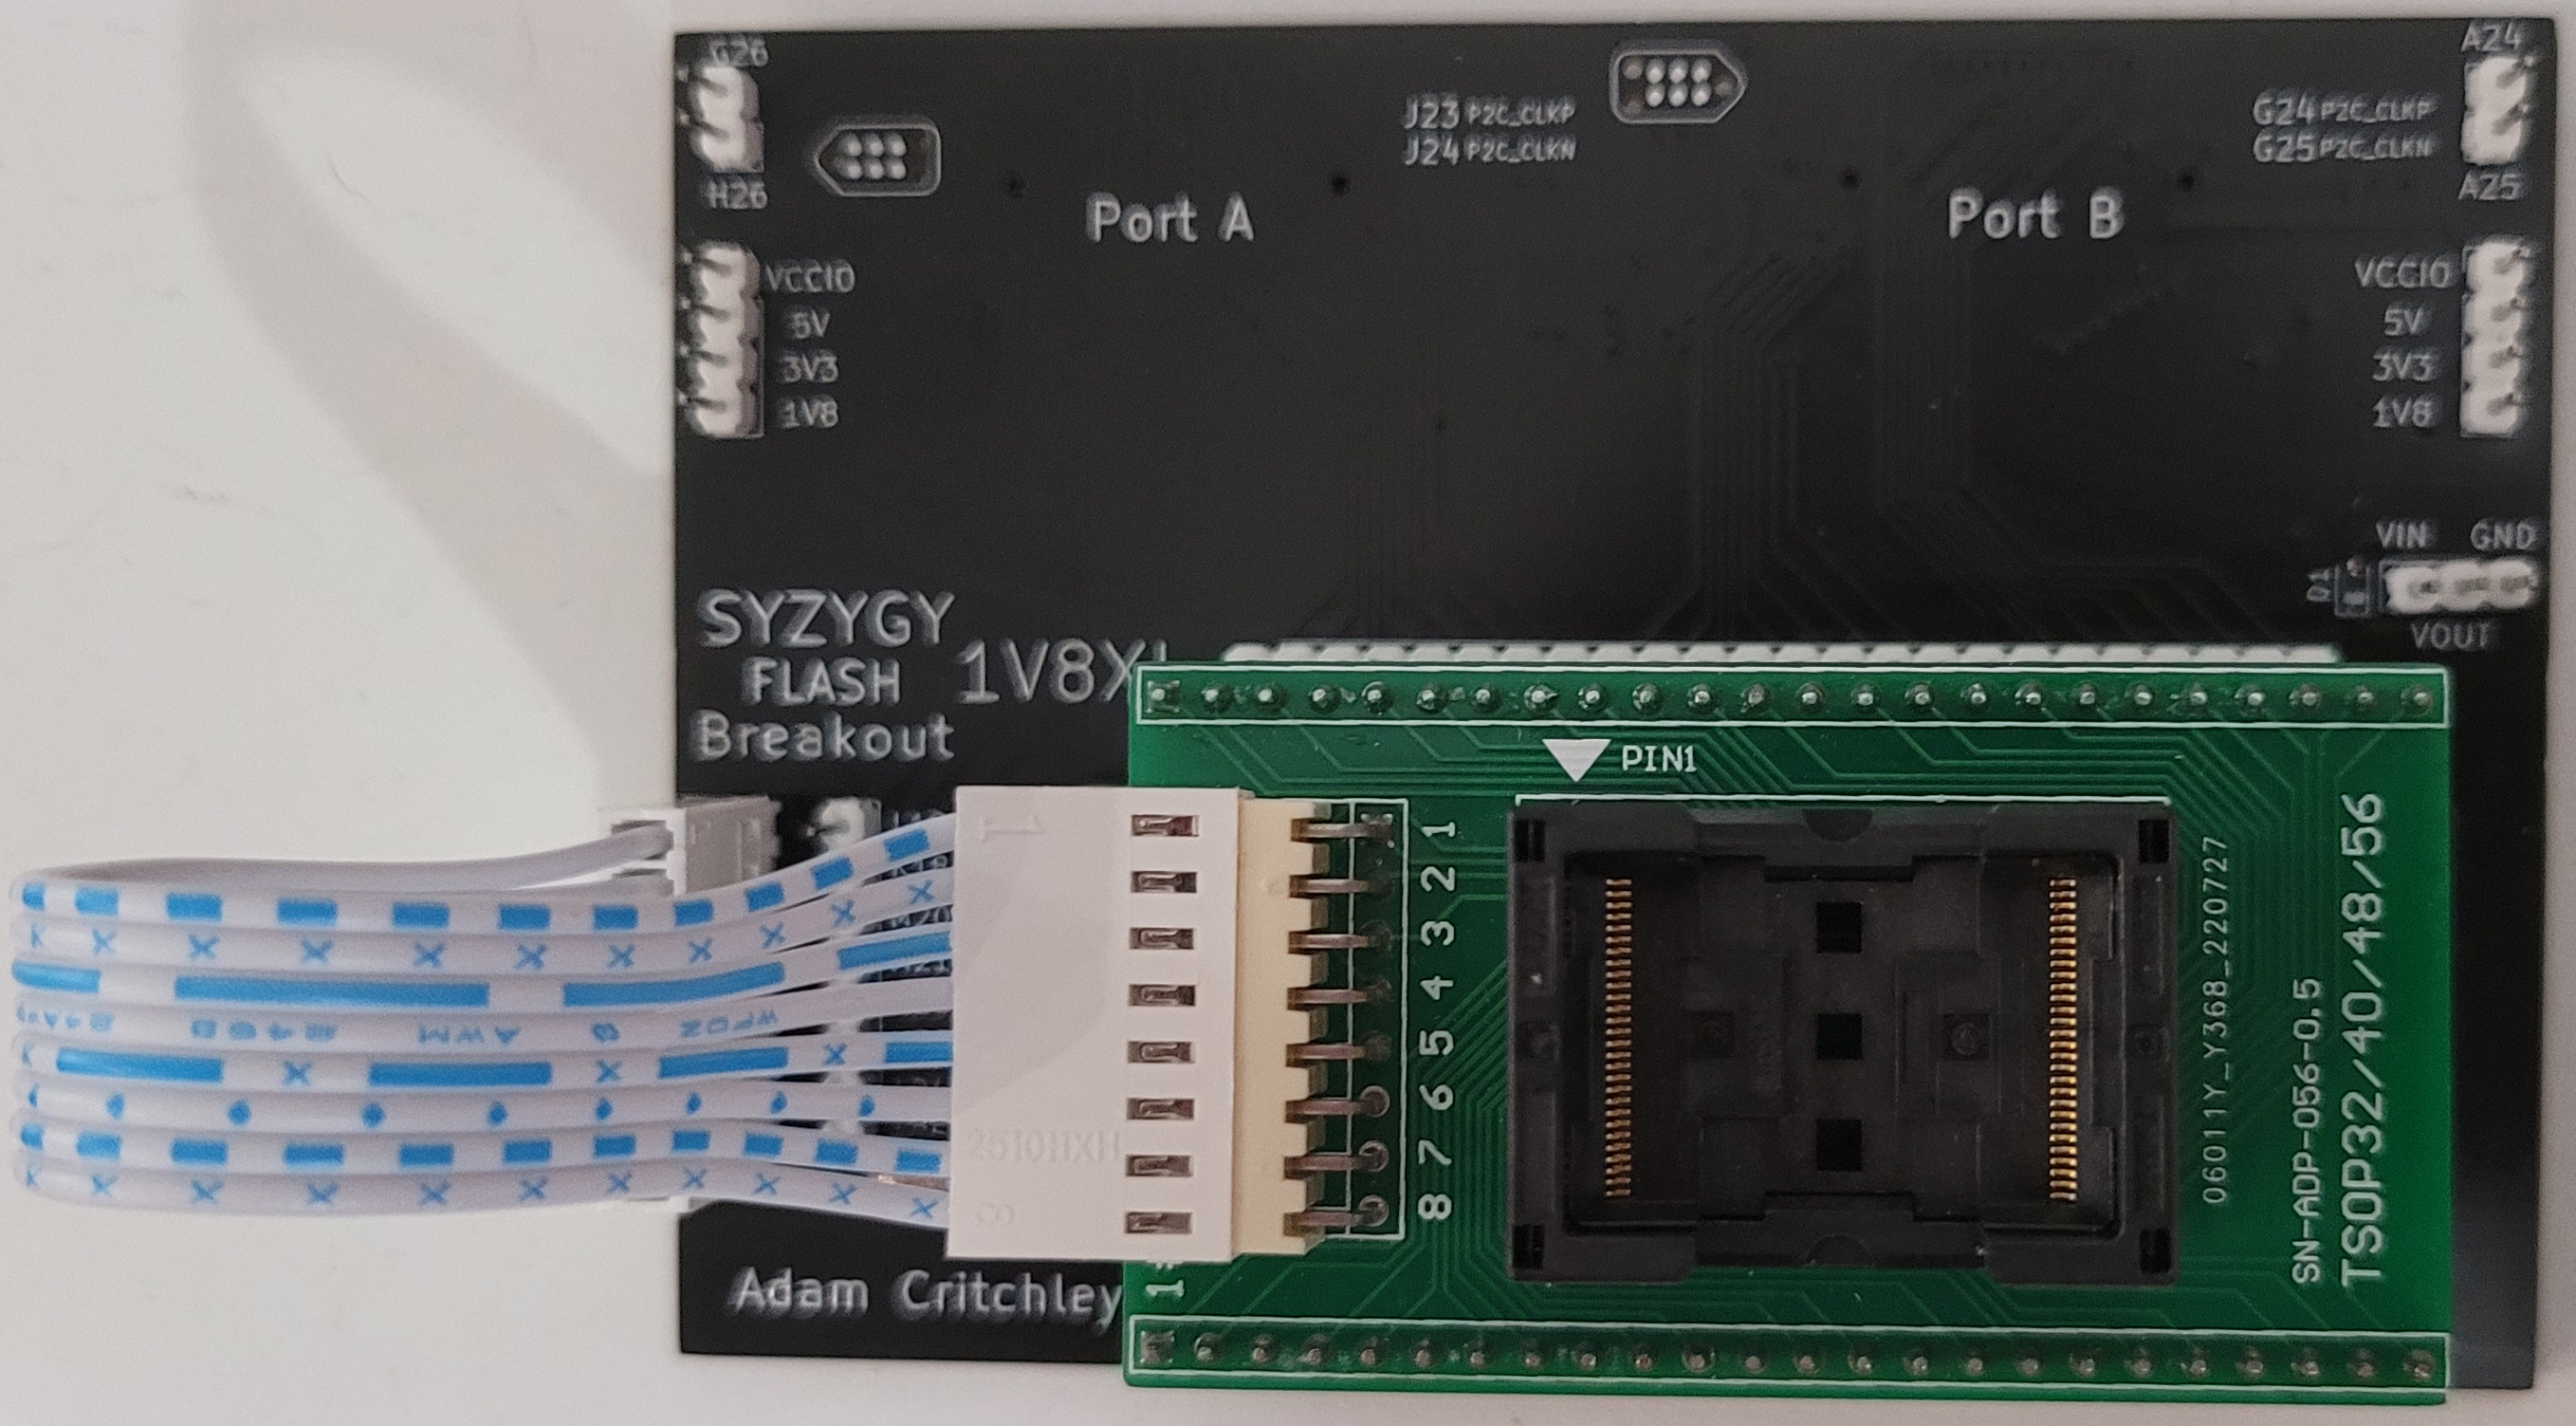 G26
H26
J23 P2C_CLKP
J24 P2C_CLKN
A24
G24 P2C_CLKP
G25 P2C_CLKN
A25
Port A
Port B
VCCIO
5V
3V3
1V8
VCCIO
5V
3V3
1V8
VIN GND
VOUT
SYZYGY
FLASH
Breakout
1V8X
PIN1
1
2
3
4
5
6
7
8
1
8
2510HXH
AWM
06011Y_Y368_220727
SN-ADP-056-0.5
TSOP32/40/48/56
Adam Critchley
1